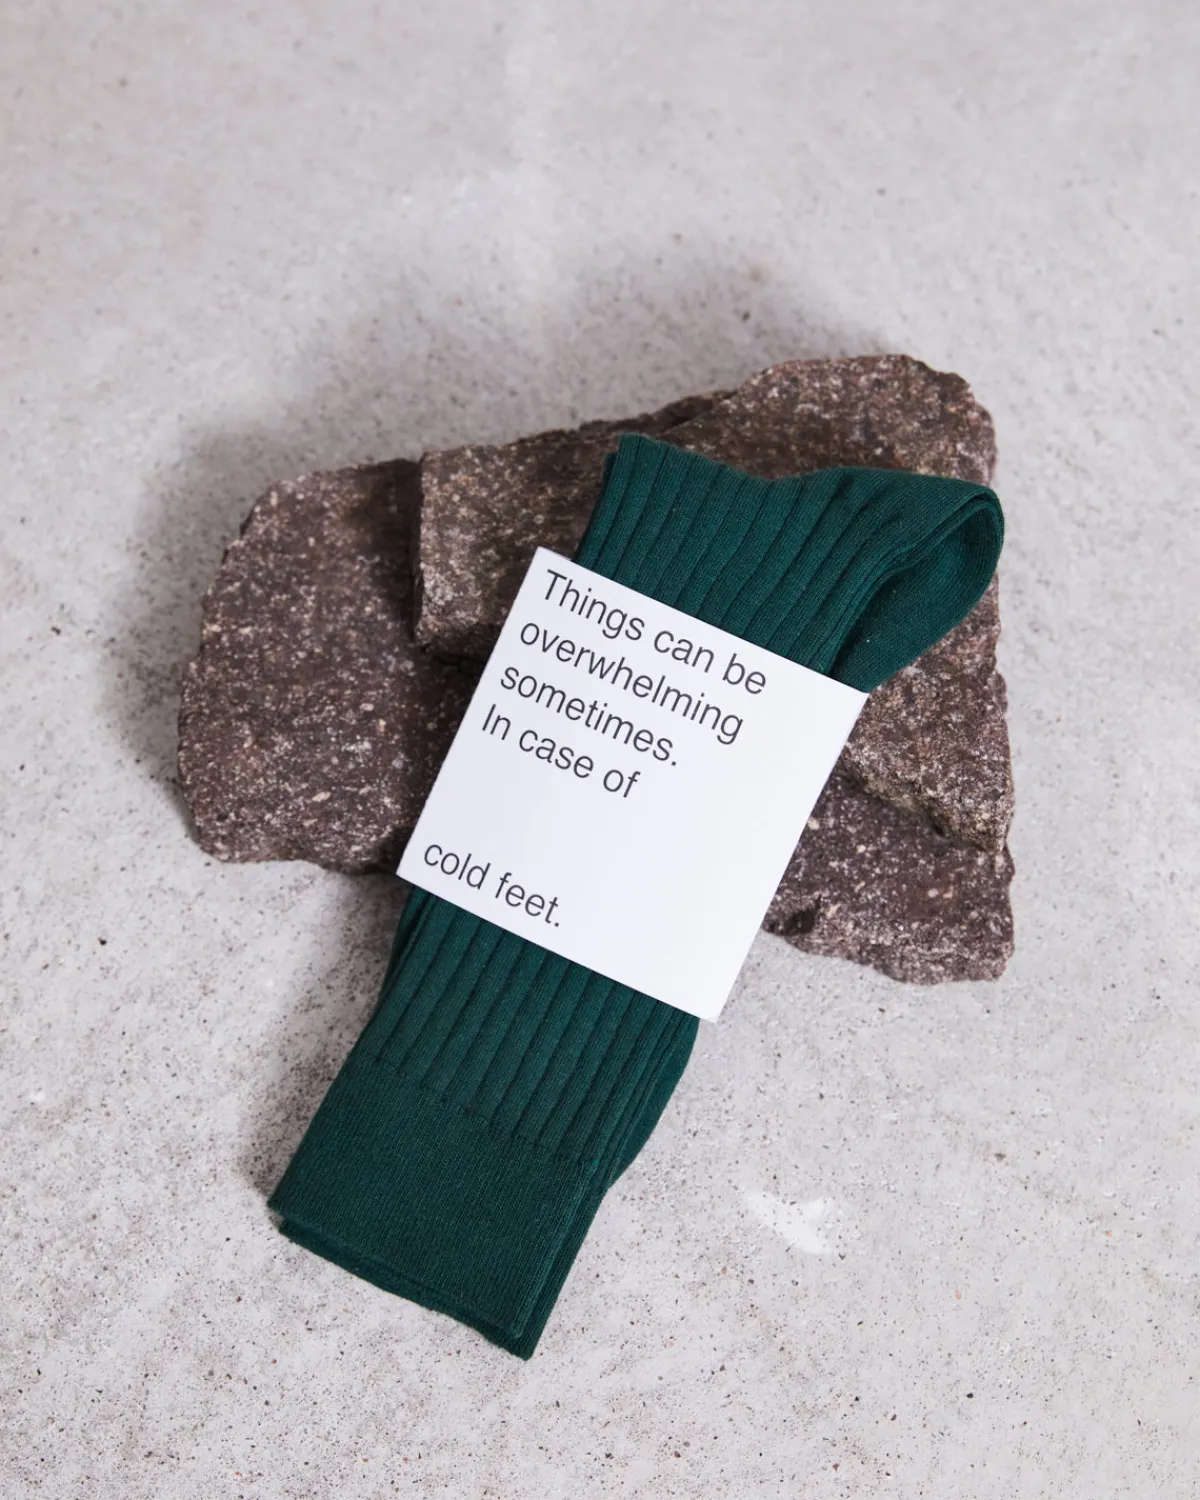 Things can be
overwhelming
sometimes.
In case of
cold feet.